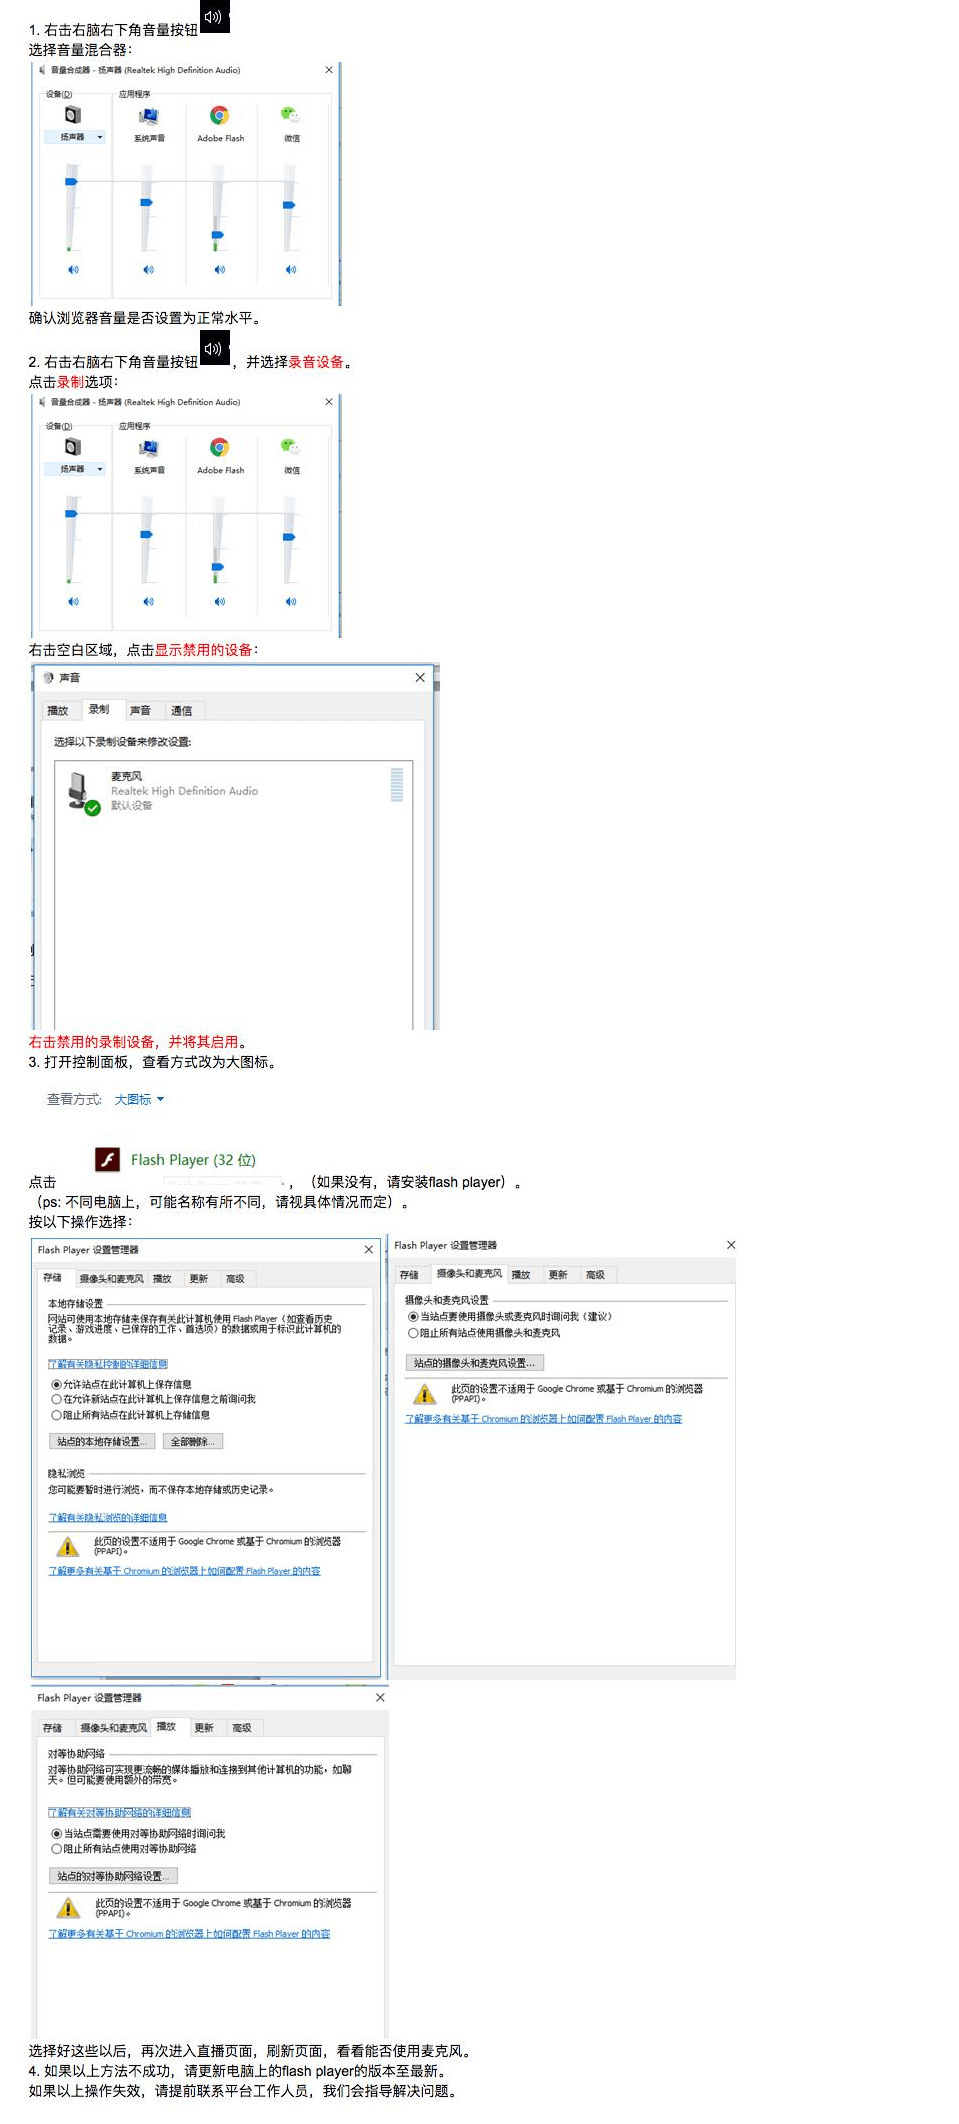 1. 右击右脑右下角音量按钮
选择音量混合器：
音量合成器 - 扬声器 (Realtek High Definition Audio)
设备(D)
应用程序
扬声器
系统声音
Adobe Flash
微信
确认浏览器音量是否设置为正常水平。
2. 右击右脑右下角音量按钮，并选择录音设备。
点击录制选项：
音量合成器 - 扬声器 (Realtek High Definition Audio)
设备(D)
应用程序
扬声器
系统声音
Adobe Flash
微信
右击空白区域，点击显示禁用的设备：
声音
播放 录制 声音 通信
选择以下录制设备来修改设置:
麦克风
Realtek High Definition Audio
默认设备
右击禁用的录制设备，并将其启用。
3. 打开控制面板，查看方式改为大图标。
查看方式: 大图标
Flash Player (32 位)
点击 ，（如果没有，请安装flash player）。
（ps: 不同电脑上，可能名称有所不同，请视具体情况而定）。
按以下操作选择：
Flash Player 设置管理器
存储 摄像头和麦克风 播放 更新 高级
本地存储设置
网站可使用本地存储来保存有关此计算机使用 Flash Player（如查看历史
记录、游戏进度、已保存的工作、首选项）的数据或用于标识此计算机的
数据。
了解有关隐私控制的详细信息
允许站点在此计算机上保存信息
在允许新站点在此计算机上保存信息之前询问我
阻止所有站点在此计算机上存储信息
站点的本地存储设置... 全部删除...
隐私浏览
您可能要暂时进行浏览，而不保存本地存储或历史记录。
了解有关隐私浏览的详细信息
此页的设置不适用于 Google Chrome 或基于 Chromium 的浏览器
(PPAPI)。
了解更多有关基于 Chromium 的浏览器上如何配置 Flash Player 的内容
Flash Player 设置管理器
存储 摄像头和麦克风 播放 更新 高级
摄像头和麦克风设置
当站点要使用摄像头或麦克风时询问我（建议）
阻止所有站点使用摄像头和麦克风
站点的摄像头和麦克风设置...
此页的设置不适用于 Google Chrome 或基于 Chromium 的浏览器
(PPAPI)。
了解更多有关基于 Chromium 的浏览器上如何配置 Flash Player 的内容
Flash Player 设置管理器
存储 摄像头和麦克风 播放 更新 高级
对等协助网络
对等协助网络可实现更流畅的媒体播放和连接到其他计算机的功能，如聊
天。但可能要使用额外的带宽。
了解有关对等协助网络的详细信息
当站点需要使用对等协助网络时询问我
阻止所有站点使用对等协助网络
站点的对等协助网络设置...
此页的设置不适用于 Google Chrome 或基于 Chromium 的浏览器
(PPAPI)。
了解更多有关基于 Chromium 的浏览器上如何配置 Flash Player 的内容
选择好这些以后，再次进入直播页面，刷新页面，看看能否使用麦克风。
4. 如果以上方法不成功，请更新电脑上的flash player的版本至最新。
如果以上操作失效，请提前联系平台工作人员，我们会指导解决问题。